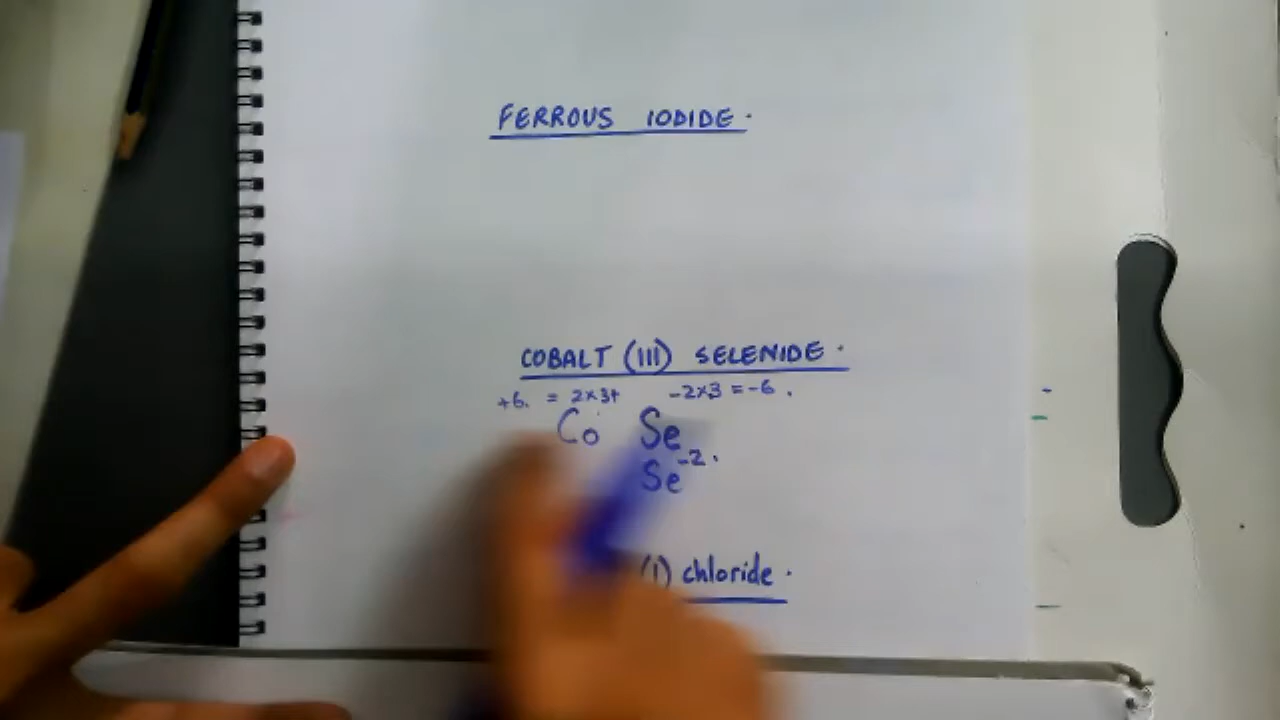 FERROUS IODIDE.
COBALT (III) SELENIDE.
+6. = 2x3+ -2x3 = -6.
Co Se
Se-2.
(I) chloride.